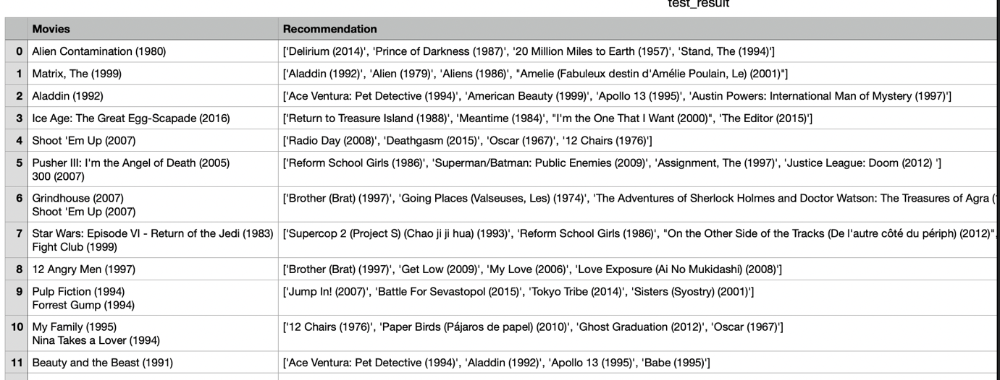 test_result
Movies Recommendation
0 Alien Contamination (1980) ['Delirium (2014)', 'Prince of Darkness (1987)', '20 Million Miles to Earth (1957)', 'Stand, The (1994)']
1 Matrix, The (1999) ['Aladdin (1992)', 'Alien (1979)', 'Aliens (1986)', "Amelie (Fabuleux destin d'Amélie Poulain, Le) (2001)"]
2 Aladdin (1992) ['Ace Ventura: Pet Detective (1994)', 'American Beauty (1999)', 'Apollo 13 (1995)', 'Austin Powers: International Man of Mystery (1997)']
3 Ice Age: The Great Egg-Scapade (2016) ['Return to Treasure Island (1988)', 'Meantime (1984)', "I'm the One That I Want (2000)", 'The Editor (2015)']
4 Shoot 'Em Up (2007) ['Radio Day (2008)', 'Deathgasm (2015)', 'Oscar (1967)', '12 Chairs (1976)']
5 Pusher III: I'm the Angel of Death (2005) ['Reform School Girls (1986)', 'Superman/Batman: Public Enemies (2009)', 'Assignment, The (1997)', 'Justice League: Doom (2012) ']
300 (2007)
6 Grindhouse (2007) ['Brother (Brat) (1997)', 'Going Places (Valseuses, Les) (1974)', 'The Adventures of Sherlock Holmes and Doctor Watson: The Treasures of Agra
Shoot 'Em Up (2007)
7 Star Wars: Episode VI - Return of the Jedi (1983) ['Supercop 2 (Project S) (Chao ji ji hua) (1993)', 'Reform School Girls (1986)', "On the Other Side of the Tracks (De l'autre côté du périph) (2012)",
Fight Club (1999)
8 12 Angry Men (1997) ['Brother (Brat) (1997)', 'Get Low (2009)', 'My Love (2006)', 'Love Exposure (Ai No Mukidashi) (2008)']
9 Pulp Fiction (1994) ['Jump In! (2007)', 'Battle For Sevastopol (2015)', 'Tokyo Tribe (2014)', 'Sisters (Syostry) (2001)']
Forrest Gump (1994)
10 My Family (1995) ['12 Chairs (1976)', 'Paper Birds (Pájaros de papel) (2010)', 'Ghost Graduation (2012)', 'Oscar (1967)']
Nina Takes a Lover (1994)
11 Beauty and the Beast (1991) ['Ace Ventura: Pet Detective (1994)', 'Aladdin (1992)', 'Apollo 13 (1995)', 'Babe (1995)']